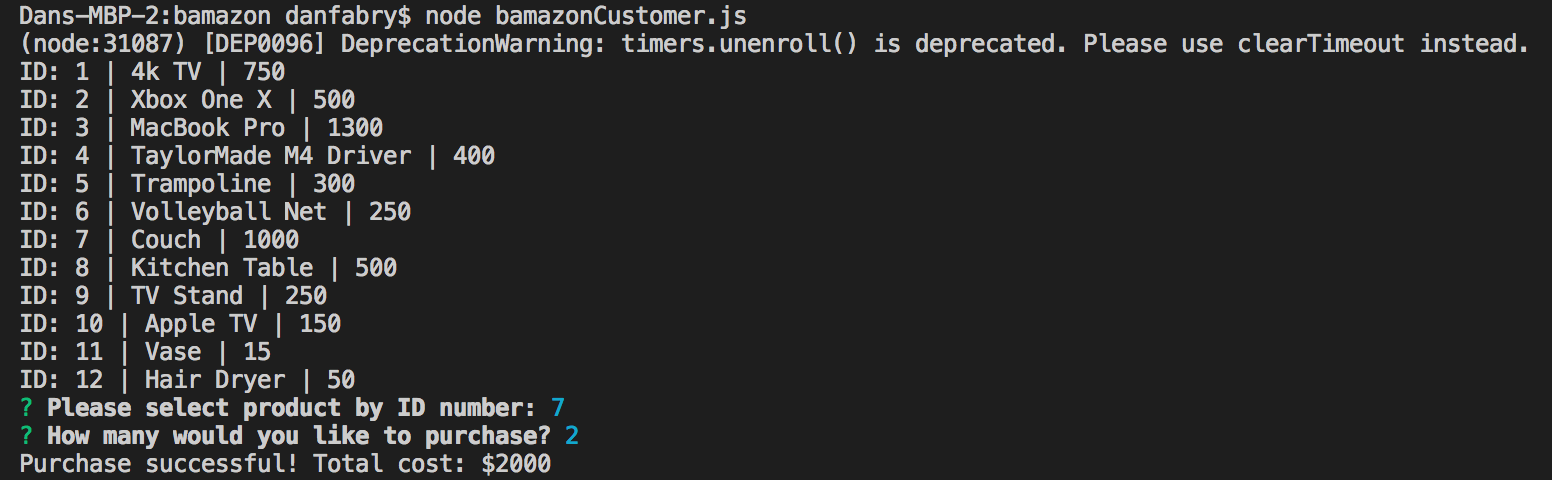 Dans-MBP-2:bamazon danfabry$ node bamazonCustomer.js
(node:31087) [DEP0096] DeprecationWarning: timers.unenroll() is deprecated. Please use clearTimeout instead.
ID: 1 | 4k TV | 750
ID: 2 | Xbox One X | 500
ID: 3 | MacBook Pro | 1300
ID: 4 | TaylorMade M4 Driver | 400
ID: 5 | Trampoline | 300
ID: 6 | Volleyball Net | 250
ID: 7 | Couch | 1000
ID: 8 | Kitchen Table | 500
ID: 9 | TV Stand | 250
ID: 10 | Apple TV | 150
ID: 11 | Vase | 15
ID: 12 | Hair Dryer | 50
? Please select product by ID number: 7
? How many would you like to purchase? 2
Purchase successful! Total cost: $2000